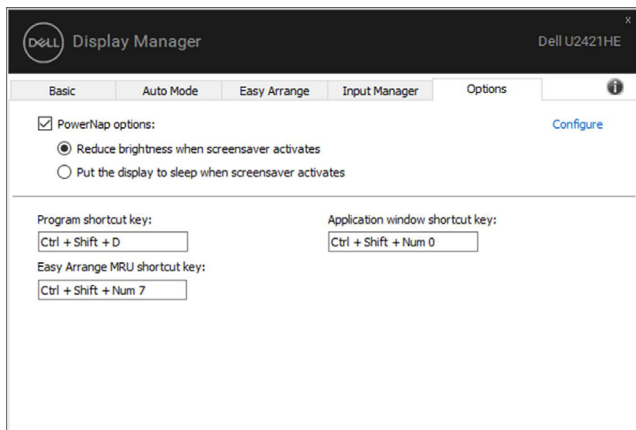 x
DELL Display Manager
Dell U2421HE
Basic Auto Mode Easy Arrange Input Manager Options i
PowerNap options:
Configure
Reduce brightness when screensaver activates
Put the display to sleep when screensaver activates
Program shortcut key:
Application window shortcut key:
Ctrl + Shift + D
Ctrl + Shift + Num 0
Easy Arrange MRU shortcut key:
Ctrl + Shift + Num 7